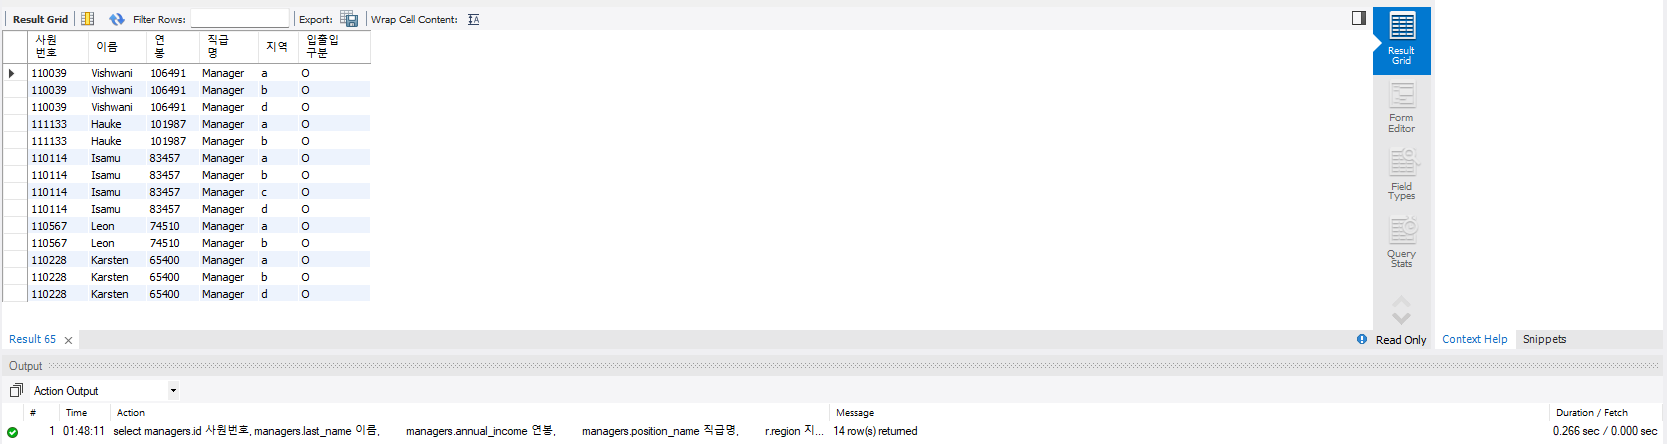 Result Grid Filter Rows: Export: Wrap Cell Content:
사원번호 이름 연봉 직급명 지역 입출입구분
110039 Vishwani 106491 Manager a O
110039 Vishwani 106491 Manager b O
110039 Vishwani 106491 Manager d O
111133 Hauke 101987 Manager a O
111133 Hauke 101987 Manager b O
110114 Isamu 83457 Manager a O
110114 Isamu 83457 Manager b O
110114 Isamu 83457 Manager c O
110114 Isamu 83457 Manager d O
110567 Leon 74510 Manager a O
110567 Leon 74510 Manager b O
110228 Karsten 65400 Manager a O
110228 Karsten 65400 Manager b O
110228 Karsten 65400 Manager d O
Result
Grid
Form
Editor
Field
Types
Query
Stats
Result 65 Read Only Context Help Snippets
Output
Action Output
# Time Action Message Duration / Fetch
1 01:48:11 select managers.id 사원번호, managers.last_name 이름, managers.annual_income 연봉, managers.position_name 직급명, r.region 지... 14 row(s) returned 0.266 sec / 0.000 sec